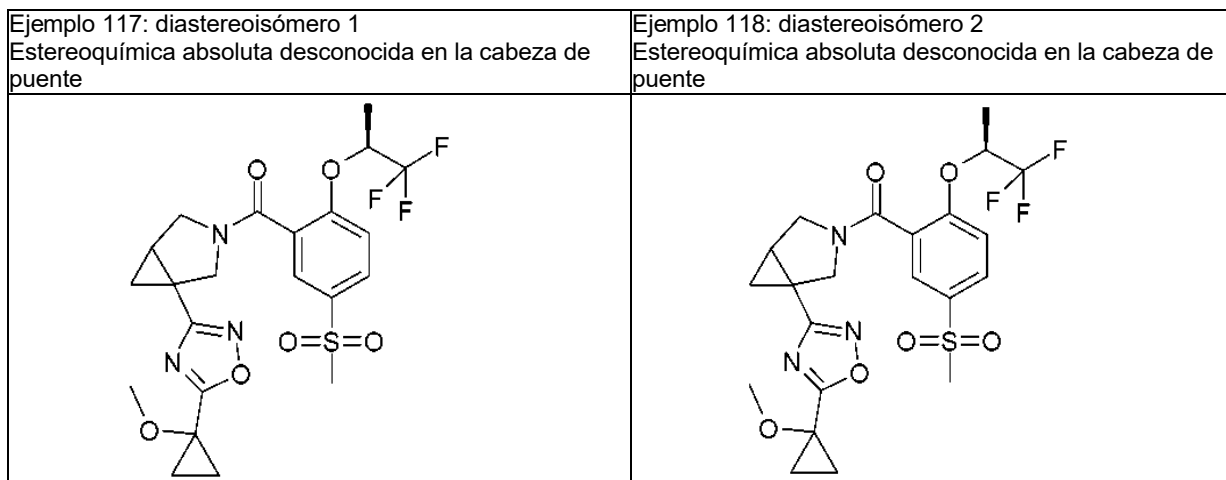 Ejemplo 117: diastereoisómero 1
Estereoquímica absoluta desconocida en la cabeza de
puente
Ejemplo 118: diastereoisómero 2
Estereoquímica absoluta desconocida en la cabeza de
puente
F
O
O
F
F
N
N
O=S=O
N
O
O
F
O
O
F
F
N
N
O=S=O
N
O
O